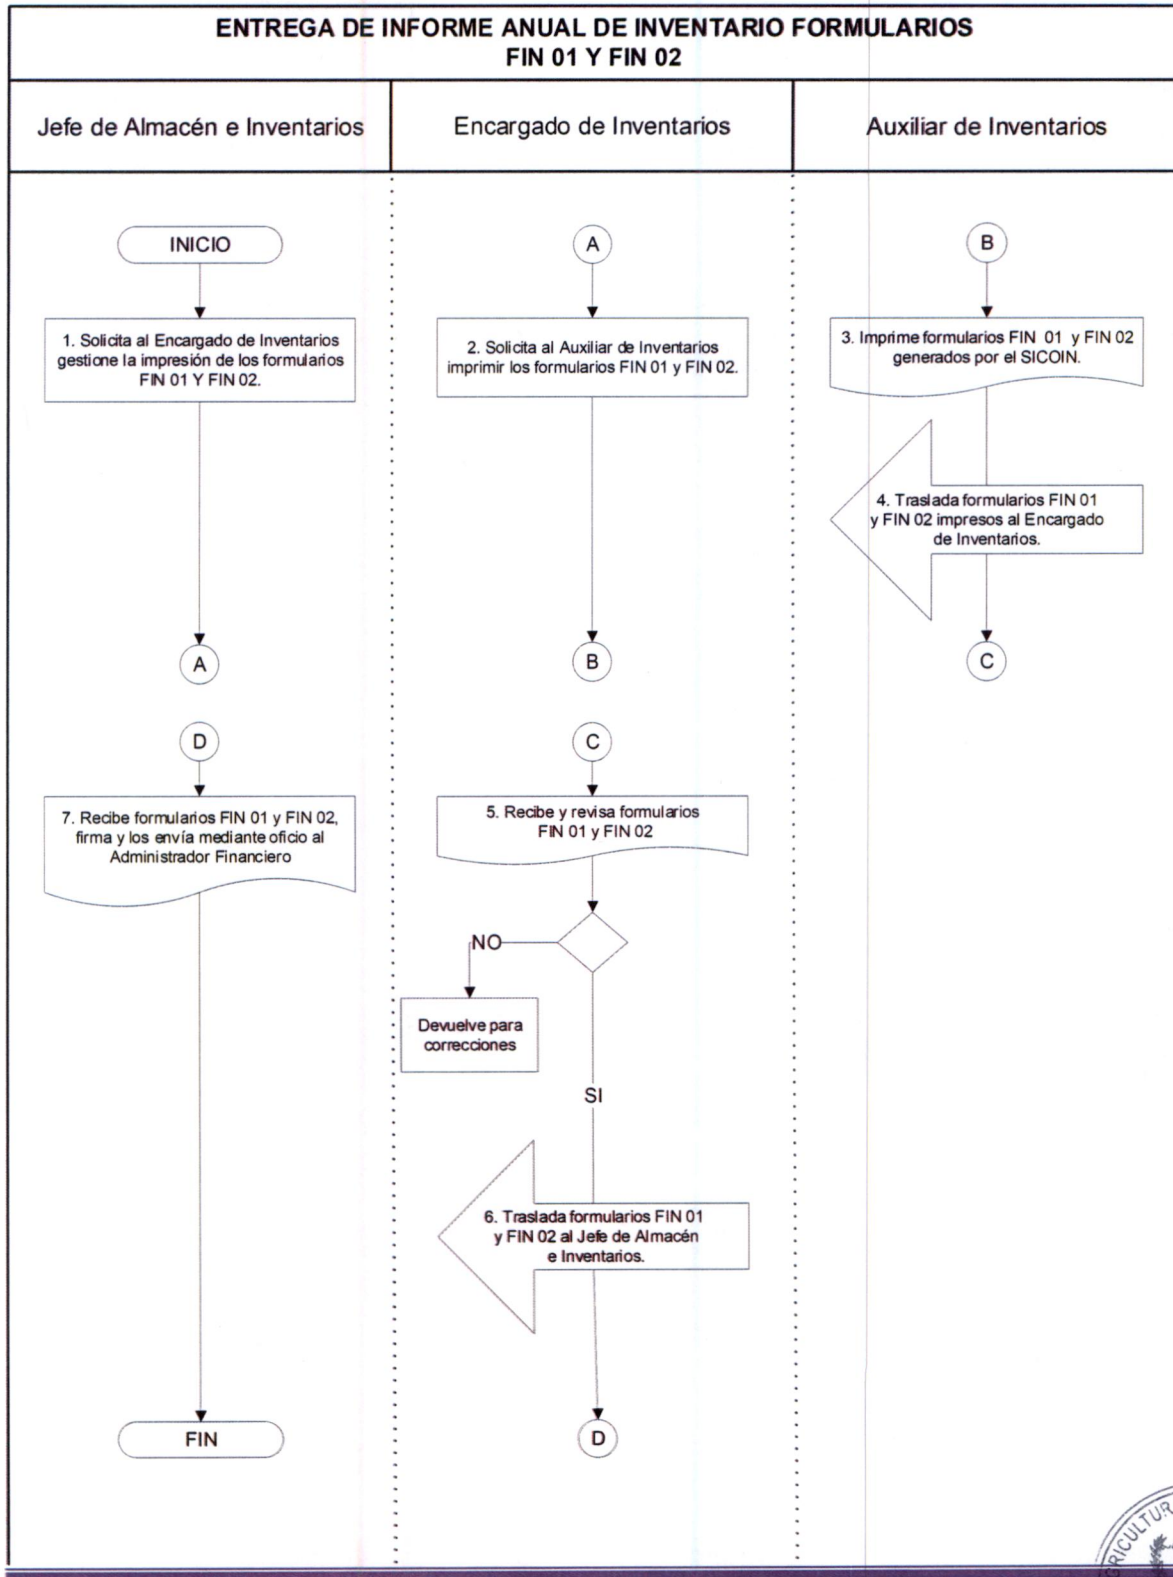 ENTREGA DE INFORME ANUAL DE INVENTARIO FORMULARIOS
FIN 01 Y FIN 02
Jefe de Almacén e Inventarios
Encargado de Inventarios
Auxiliar de Inventarios
INICIO
A
B
1. Solicita al Encargado de Inventarios
gestione la impresión de los formularios
FIN 01 Y FIN 02.
2. Solicita al Auxiliar de Inventarios
imprimir los formularios FIN 01 y FIN 02.
3. Imprime formularios FIN 01 y FIN 02
generados por el SICOIN.
4. Traslada formularios FIN 01
y FIN 02 impresos al Encargado
de Inventarios.
A
B
C
D
C
7. Recibe formularios FIN 01 y FIN 02,
firma y los envía mediante oficio al
Administrador Financiero
5. Recibe y revisa formularios
FIN 01 y FIN 02
NO
Devuelve para
correcciones
SI
6. Traslada formularios FIN 01
y FIN 02 al Jefe de Almacén
e Inventarios.
FIN
D